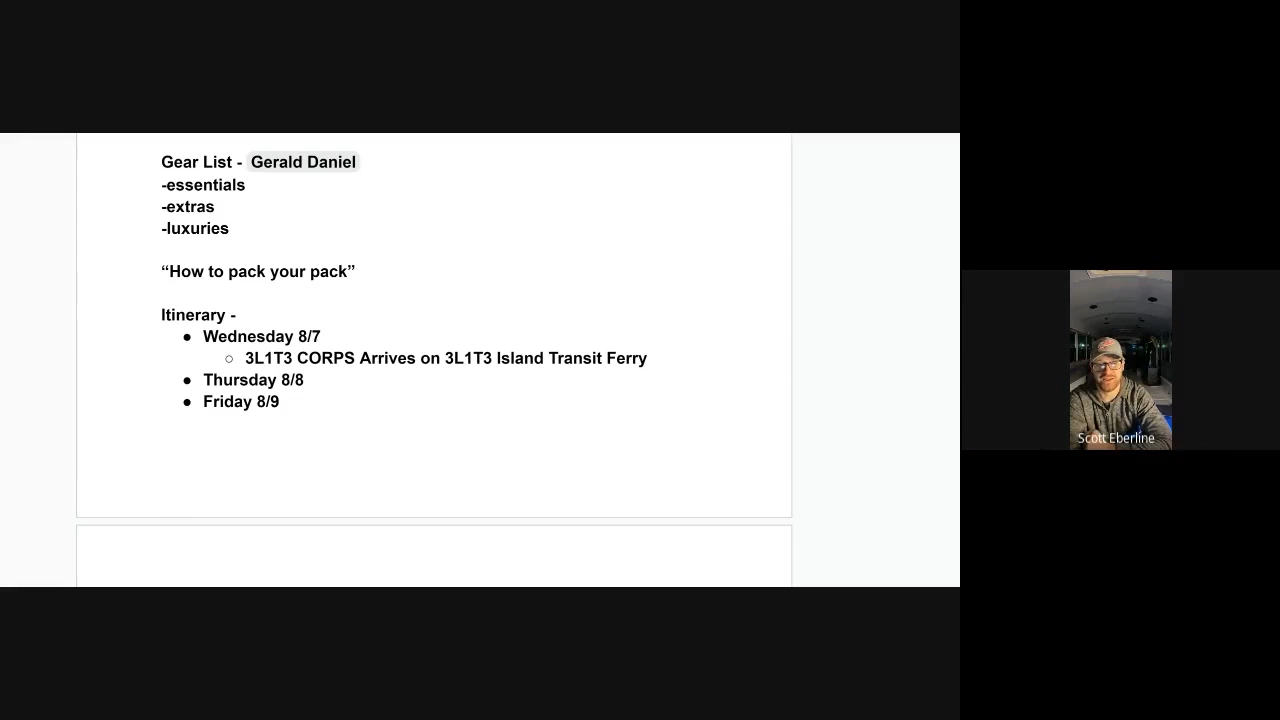 Gear List - Gerald Daniel
-essentials
-extras
-luxuries
“How to pack your pack”
Itinerary -
● Wednesday 8/7
○ 3L1T3 CORPS Arrives on 3L1T3 Island Transit Ferry
● Thursday 8/8
● Friday 8/9
Scott Eberline